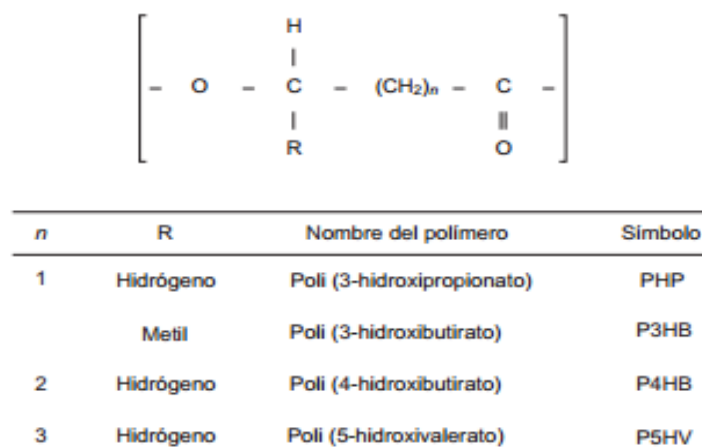 H
|
– O – C – (CH₂)ₙ – C –
| ||
R O
n R Nombre del polímero Símbolo
1 Hidrógeno Poli (3-hidroxipropionato) PHP
Metil Poli (3-hidroxibutirato) P3HB
2 Hidrógeno Poli (4-hidroxibutirato) P4HB
3 Hidrógeno Poli (5-hidroxivalerato) P5HV